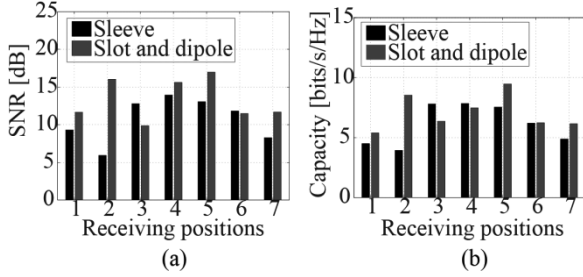 25
20
15
10
5
0
SNR [dB]
Sleeve
Slot and dipole
1 2 3 4 5 6 7
Receiving positions
(a)
15
10
5
0
Capacity [bits/s/Hz]
Sleeve
Slot and dipole
1 2 3 4 5 6 7
Receiving positions
(b)